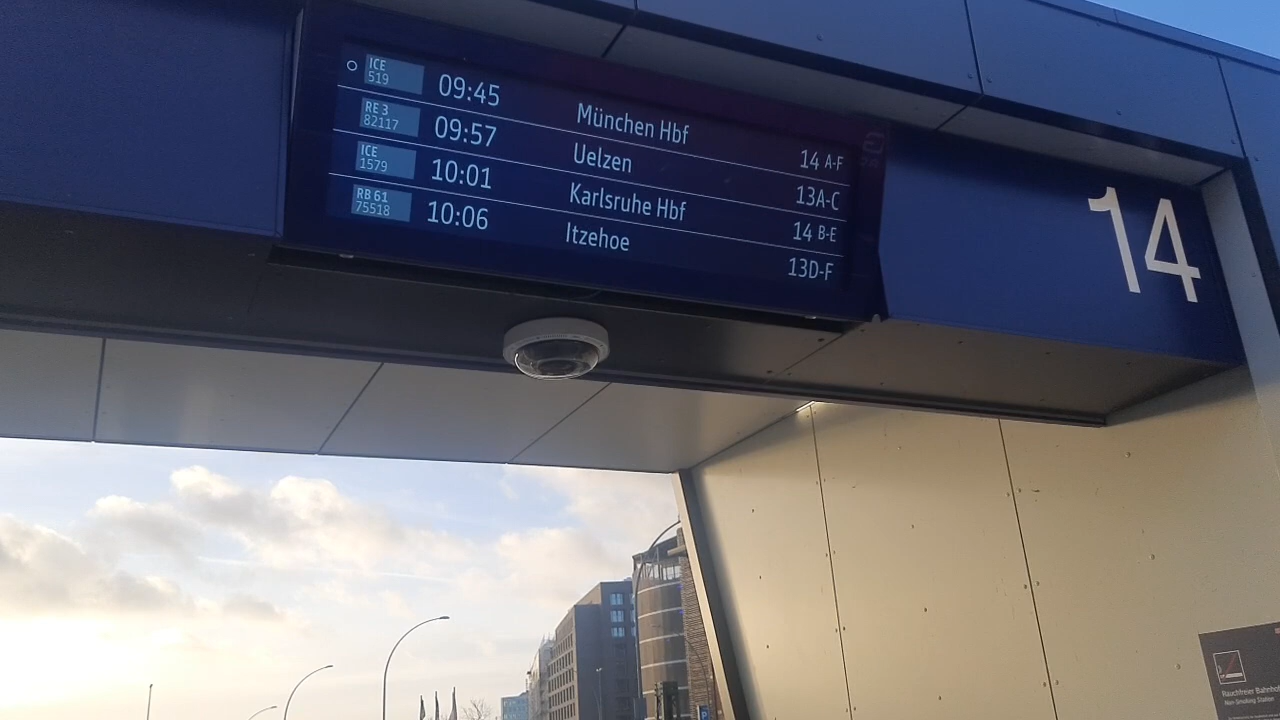 ICE 519 09:45 München Hbf 14 A-F
RE 3 82117 09:57 Uelzen 13A-C
ICE 1579 10:01 Karlsruhe Hbf 14 B-E
RB 61 75518 10:06 Itzehoe 13D-F
14
Rauchfreier Bahnhof
Non-Smoking Station
P